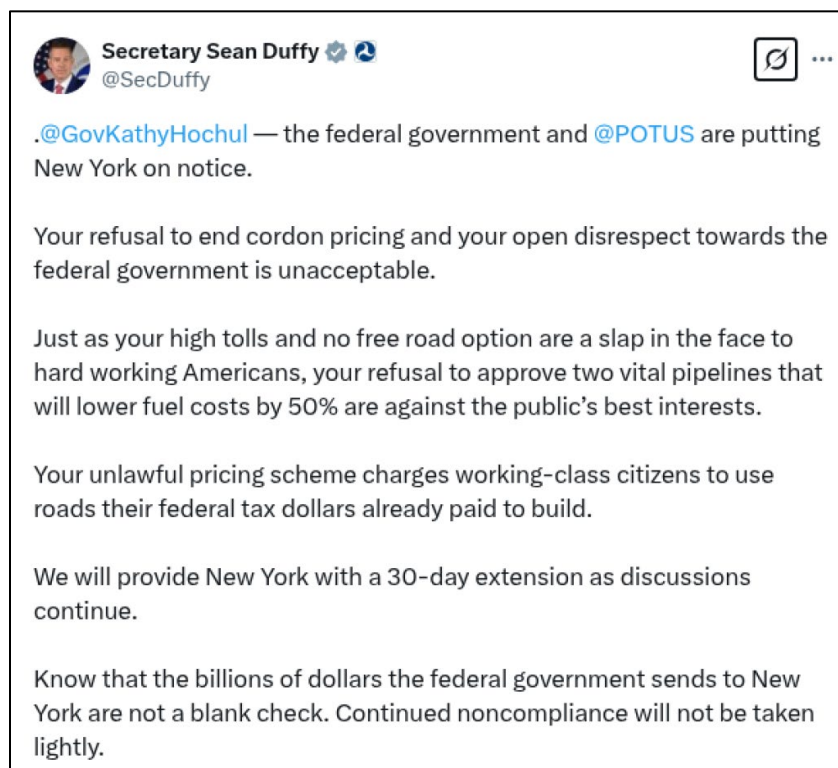 Secretary Sean Duffy
@SecDuffy
.@GovKathyHochul — the federal government and @POTUS are putting
New York on notice.
Your refusal to end cordon pricing and your open disrespect towards the
federal government is unacceptable.
Just as your high tolls and no free road option are a slap in the face to
hard working Americans, your refusal to approve two vital pipelines that
will lower fuel costs by 50% are against the public’s best interests.
Your unlawful pricing scheme charges working-class citizens to use
roads their federal tax dollars already paid to build.
We will provide New York with a 30-day extension as discussions
continue.
Know that the billions of dollars the federal government sends to New
York are not a blank check. Continued noncompliance will not be taken
lightly.